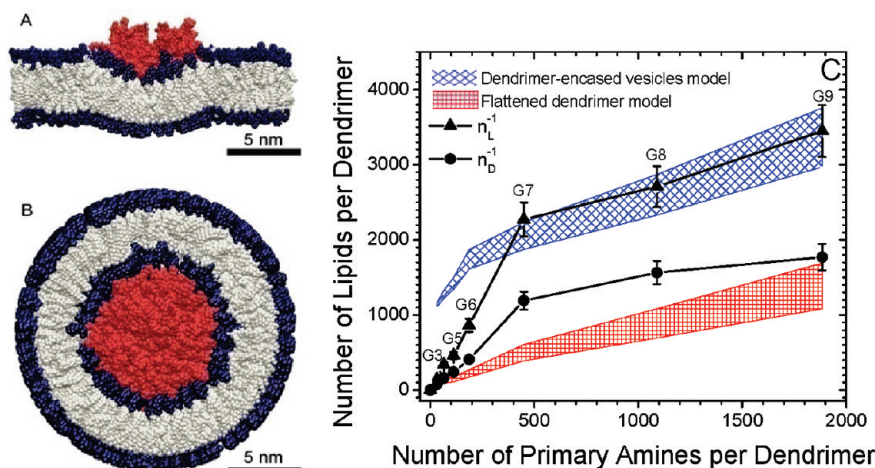 A
5 nm
B
5 nm
C
Dendrimer-encased vesicles model
Flattened dendrimer model
n_L^-1
n_D^-1
G3
G5
G6
G7
G8
G9
4000
3000
2000
1000
0
0
500
1000
1500
2000
Number of Lipids per Dendrimer
Number of Primary Amines per Dendrimer